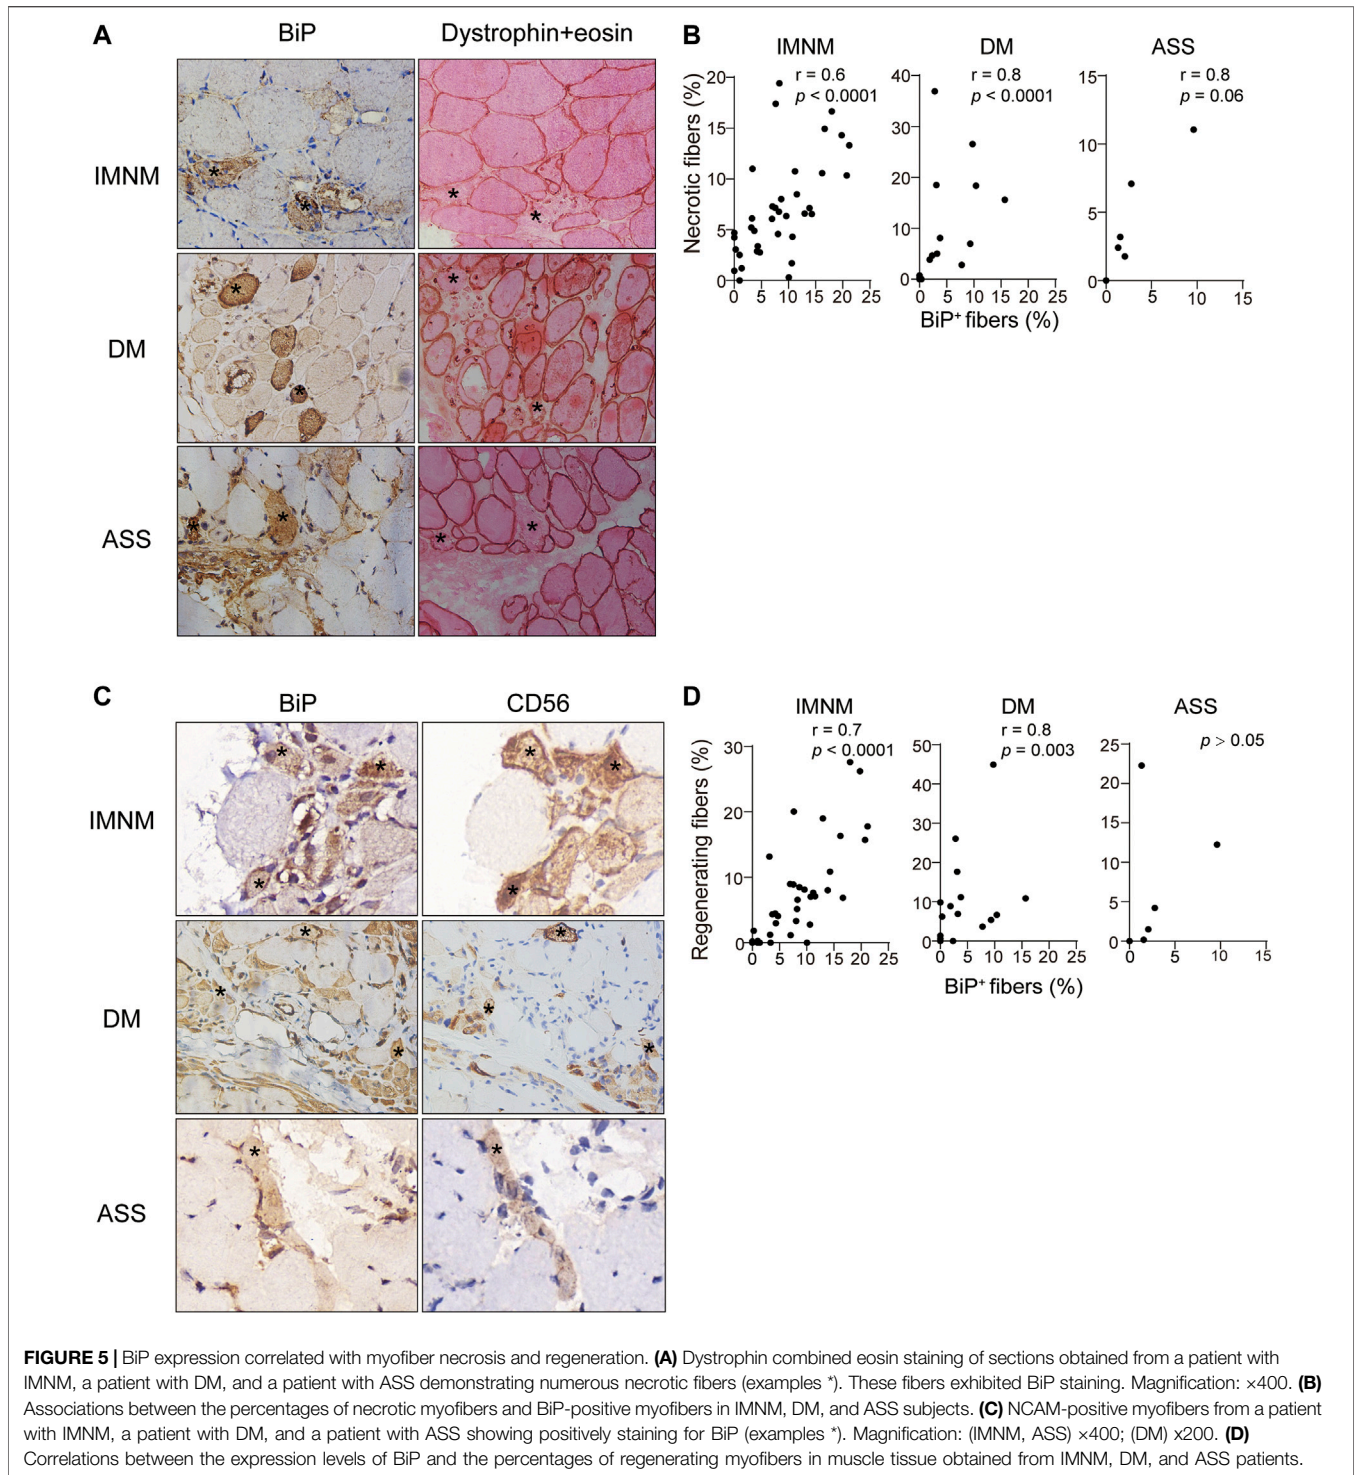 A
BiP
Dystrophin+eosin
IMNM
*
*
*
*
DM
*
*
*
*
ASS
*
*
*
*
B
IMNM
DM
ASS
r = 0.6
p < 0.0001
r = 0.8
p < 0.0001
r = 0.8
p = 0.06
Necrotic fibers (%)
20
15
10
5
0
0 5 10 15 20 25
40
30
20
10
0
0 5 10 15 20 25
15
10
5
0
0 5 10 15
BiP+ fibers (%)
C
BiP
CD56
IMNM
*
*
*
*
*
*
DM
*
*
*
*
*
*
ASS
*
*
D
IMNM
DM
ASS
r = 0.7
p < 0.0001
r = 0.8
p = 0.003
p > 0.05
Regenerating fibers (%)
30
20
10
0
0 5 10 15 20 25
50
40
30
20
10
0
0 5 10 15 20 25
25
20
15
10
5
0
0 5 10 15
BiP+ fibers (%)
FIGURE 5 | BiP expression correlated with myofiber necrosis and regeneration. (A) Dystrophin combined eosin staining of sections obtained from a patient with
IMNM, a patient with DM, and a patient with ASS demonstrating numerous necrotic fibers (examples *). These fibers exhibited BiP staining. Magnification: ×400. (B)
Associations between the percentages of necrotic myofibers and BiP-positive myofibers in IMNM, DM, and ASS subjects. (C) NCAM-positive myofibers from a patient
with IMNM, a patient with DM, and a patient with ASS showing positively staining for BiP (examples *). Magnification: (IMNM, ASS) ×400; (DM) x200. (D)
Correlations between the expression levels of BiP and the percentages of regenerating myofibers in muscle tissue obtained from IMNM, DM, and ASS patients.